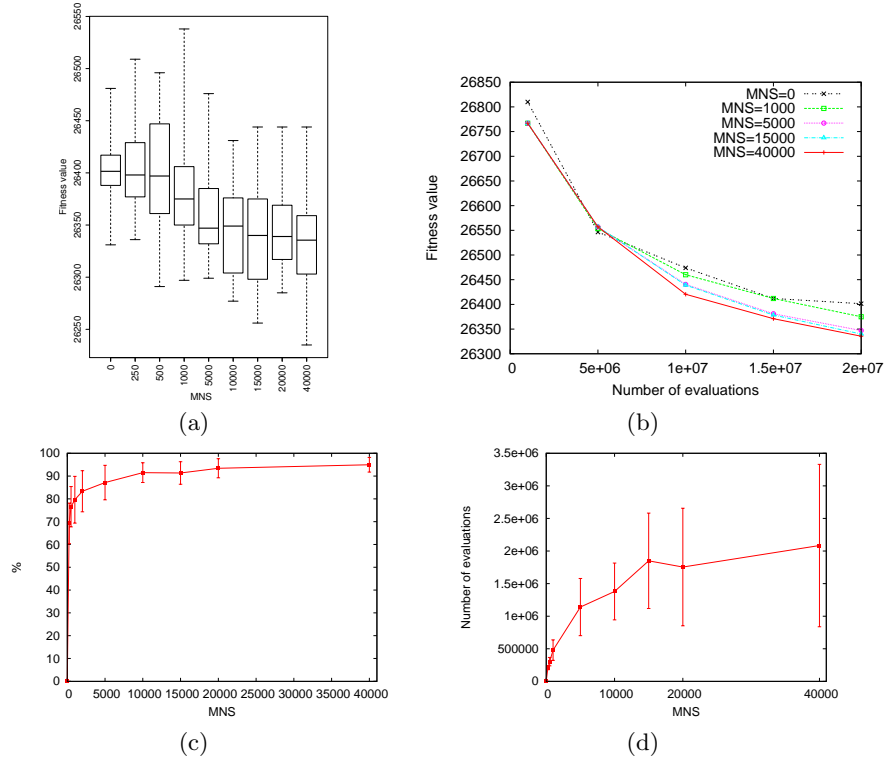 26550
26500
26450
26400
26350
26300
26250
Fitness value
0 250 500 1000 5000 10000 15000 20000 40000
MNS
(a)
26850
26800
26750
26700
26650
26600
26550
26500
26450
26400
26350
26300
Fitness value
MNS=0
MNS=1000
MNS=5000
MNS=15000
MNS=40000
5e+06 1e+07 1.5e+07 2e+07
0
Number of evaluations
(b)
100
90
80
70
60
50
40
30
20
10
0
%
0 5000 10000 15000 20000 25000 30000 35000 40000
MNS
(c)
3.5e+06
3e+06
2.5e+06
2e+06
1.5e+06
1e+06
500000
0
Number of evaluations
0 10000 20000 30000 40000
MNS
(d)